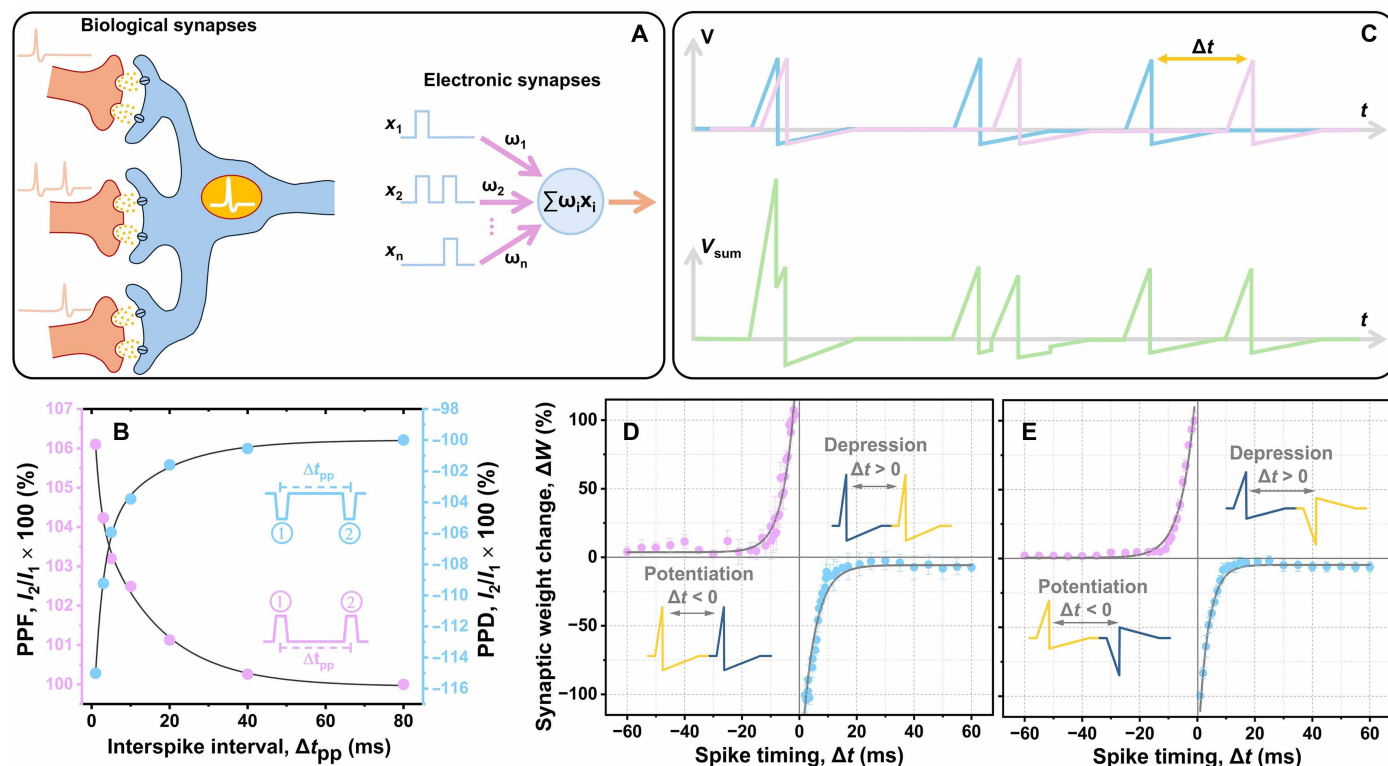 A
Biological synapses
Electronic synapses
x1
ω1
x2
ω2
∑ωixi
xn
ωn
C
V
Δt
t
Vsum
t
B
107
106
105
104
103
102
101
100
PPF, I2/I1 × 100 (%)
−98
−100
−102
−104
−106
−108
−110
−112
−114
−116
PPD, I2/I1 × 100 (%)
Δtpp
1 2
1 2
Δtpp
0 20 40 60 80
Interspike interval, Δtpp (ms)
D
Synaptic weight change, ΔW (%)
100
50
0
−50
−100
Depression
Δt > 0
Potentiation
Δt < 0
−60 −40 −20 0 20 40 60
Spike timing, Δt (ms)
E
Depression
Δt > 0
Potentiation
Δt < 0
−60 −40 −20 0 20 40 60
Spike timing, Δt (ms)